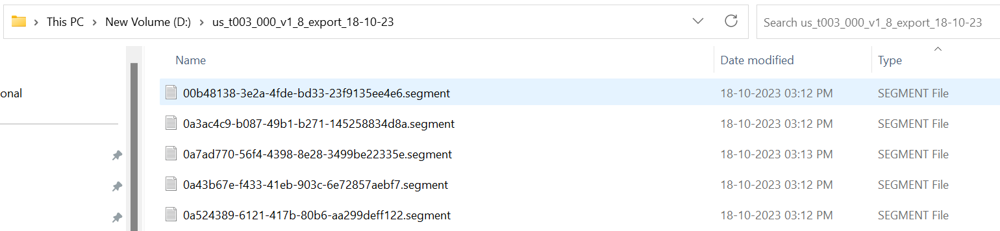 This PC > New Volume (D:) > us_t003_000_v1_8_export_18-10-23
Search us_t003_000_v1_8_export_18-10-23
Name Date modified Type
onal
00b48138-3e2a-4fde-bd33-23f9135ee4e6.segment 18-10-2023 03:12 PM SEGMENT File
0a3ac4c9-b087-49b1-b271-145258834d8a.segment 18-10-2023 03:12 PM SEGMENT File
0a7ad770-56f4-4398-8e28-3499be22335e.segment 18-10-2023 03:13 PM SEGMENT File
0a43b67e-f433-41eb-903c-6e72857aebf7.segment 18-10-2023 03:12 PM SEGMENT File
0a524389-6121-417b-80b6-aa299deff122.segment 18-10-2023 03:12 PM SEGMENT File